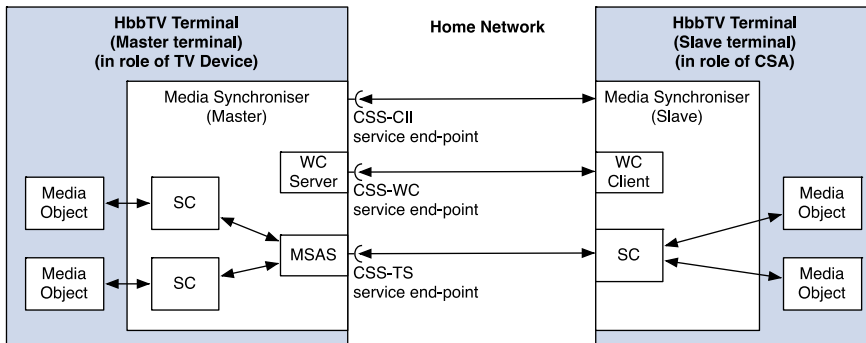 HbbTV Terminal
(Master terminal)
(in role of TV Device)
Home Network
HbbTV Terminal
(Slave terminal)
(in role of CSA)
Media Synchroniser
(Master)
CSS-CII
service end-point
Media Synchroniser
(Slave)
WC
Server
CSS-WC
service end-point
WC
Client
Media
Object
SC
Media
Object
MSAS
CSS-TS
service end-point
SC
Media
Object
SC
Media
Object